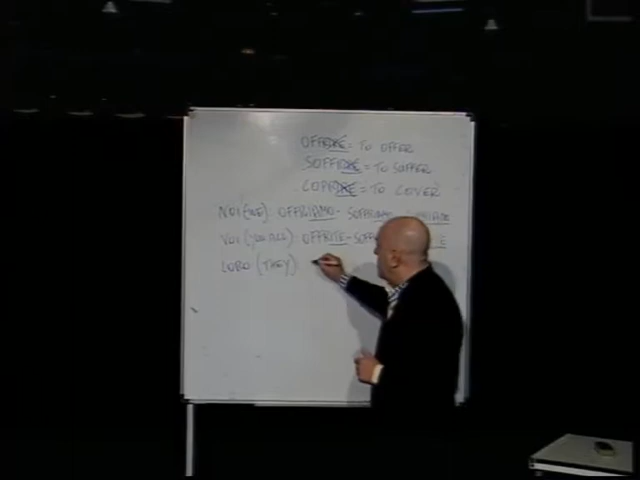 OFFRIRE = TO OFFER
SOFFRIRE = TO SUFFER
COPRIRE = TO COVER
NOI (WE) OFFRIAMO - SOFFRIAMO
VOI (YOU ALL) OFFRITE - SOFF
LORO (THEY)